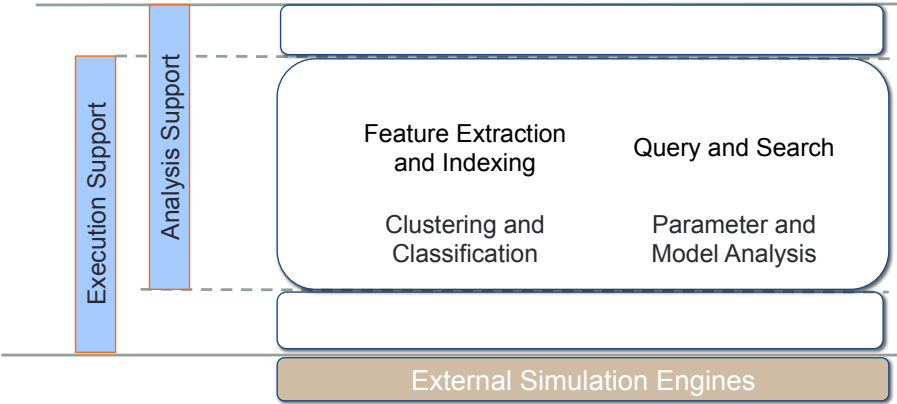 Execution Support
Analysis Support
Feature Extraction
and Indexing
Query and Search
Clustering and
Classification
Parameter and
Model Analysis
External Simulation Engines